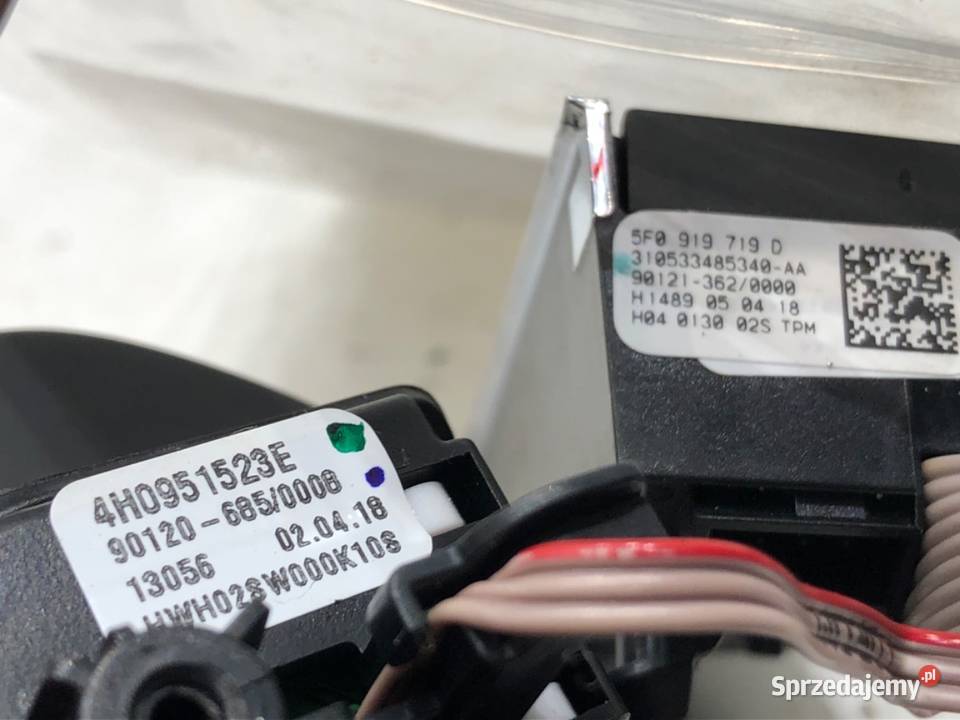 5F0 919 719 D
310533485340-AA
90121-362/0000
H1489 05 04 18
H04 0130 02S TPM
4H0951523E
90120-685/000B
13056 02.04.18
HWH02SW000K10S
Sprzedajemy.pl